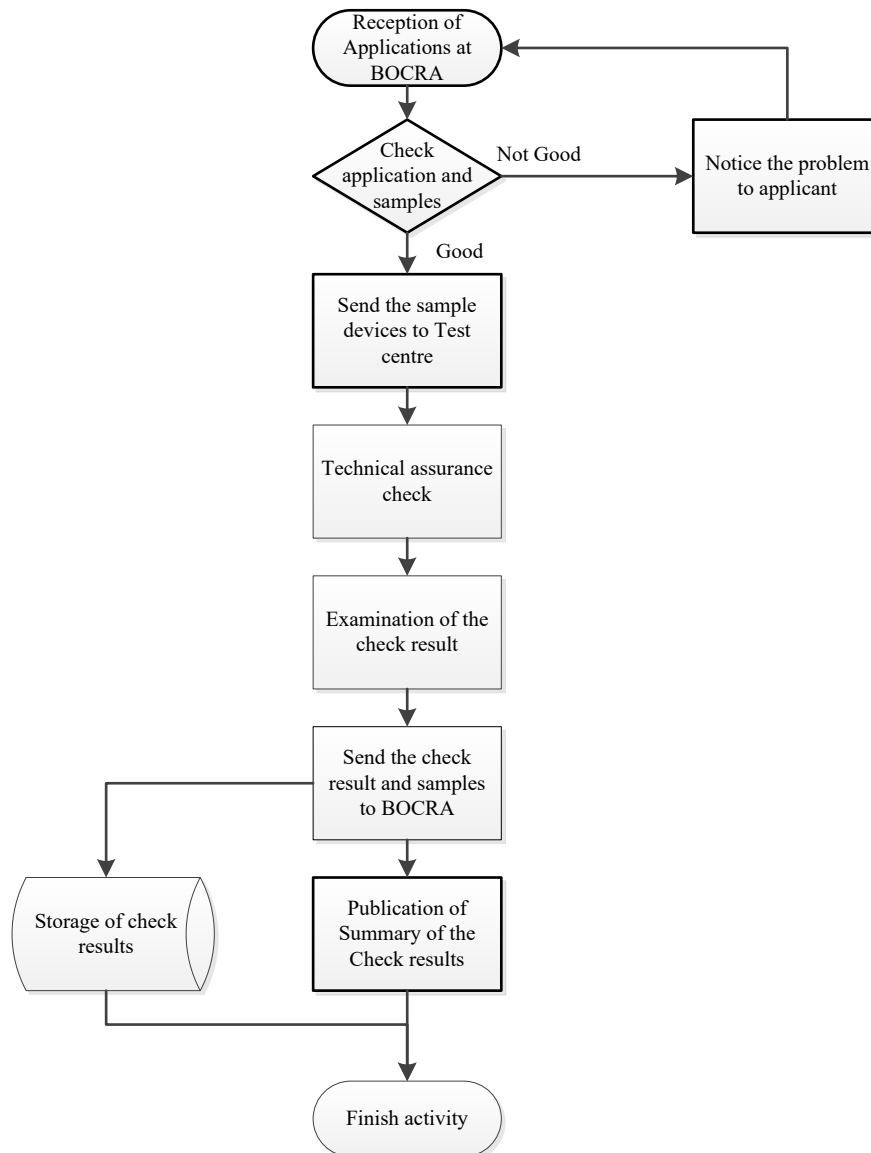 Reception of
Applications at
BOCRA
Check
application and
samples
Not Good
Notice the problem
to applicant
Good
Send the sample
devices to Test
centre
Technical assurance
check
Examination of the
check result
Send the check
result and samples
to BOCRA
Storage of check
results
Publication of
Summary of the
Check results
Finish activity